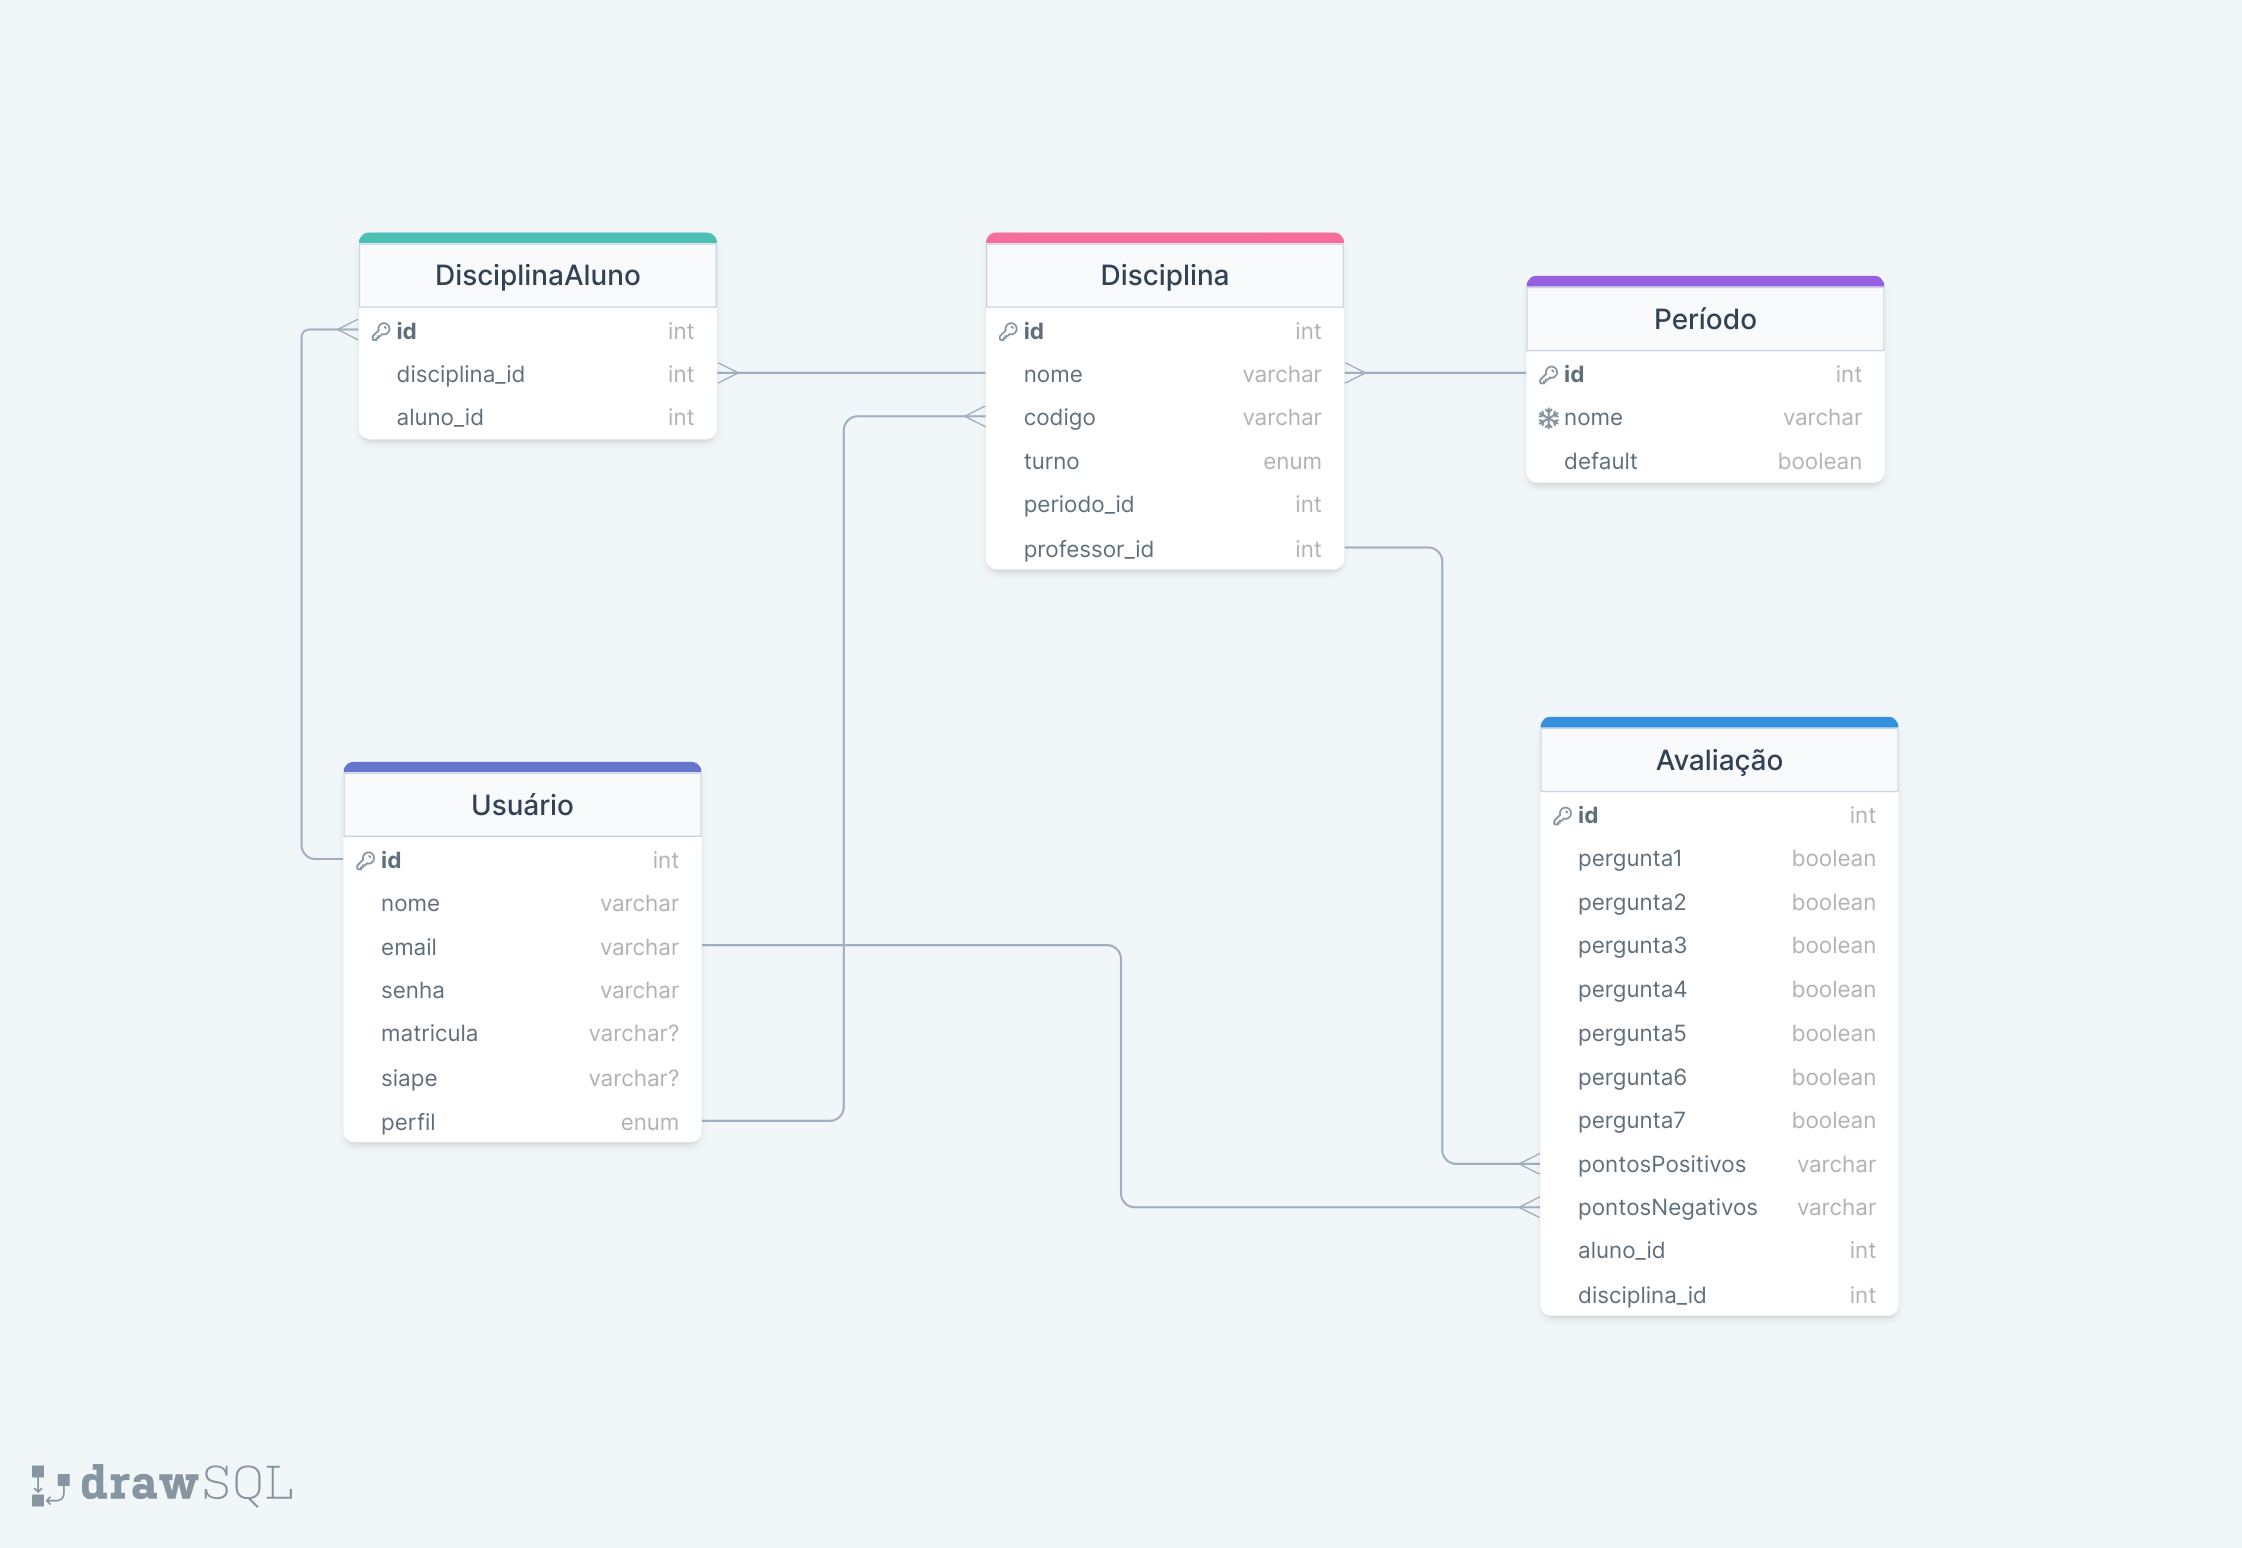 DisciplinaAluno
id int
disciplina_id int
aluno_id int
Disciplina
id int
nome varchar
codigo varchar
turno enum
periodo_id int
professor_id int
Período
id int
nome varchar
default boolean
Usuário
id int
nome varchar
email varchar
senha varchar
matricula varchar?
siape varchar?
perfil enum
Avaliação
id int
pergunta1 boolean
pergunta2 boolean
pergunta3 boolean
pergunta4 boolean
pergunta5 boolean
pergunta6 boolean
pergunta7 boolean
pontosPositivos varchar
pontosNegativos varchar
aluno_id int
disciplina_id int
drawSQL